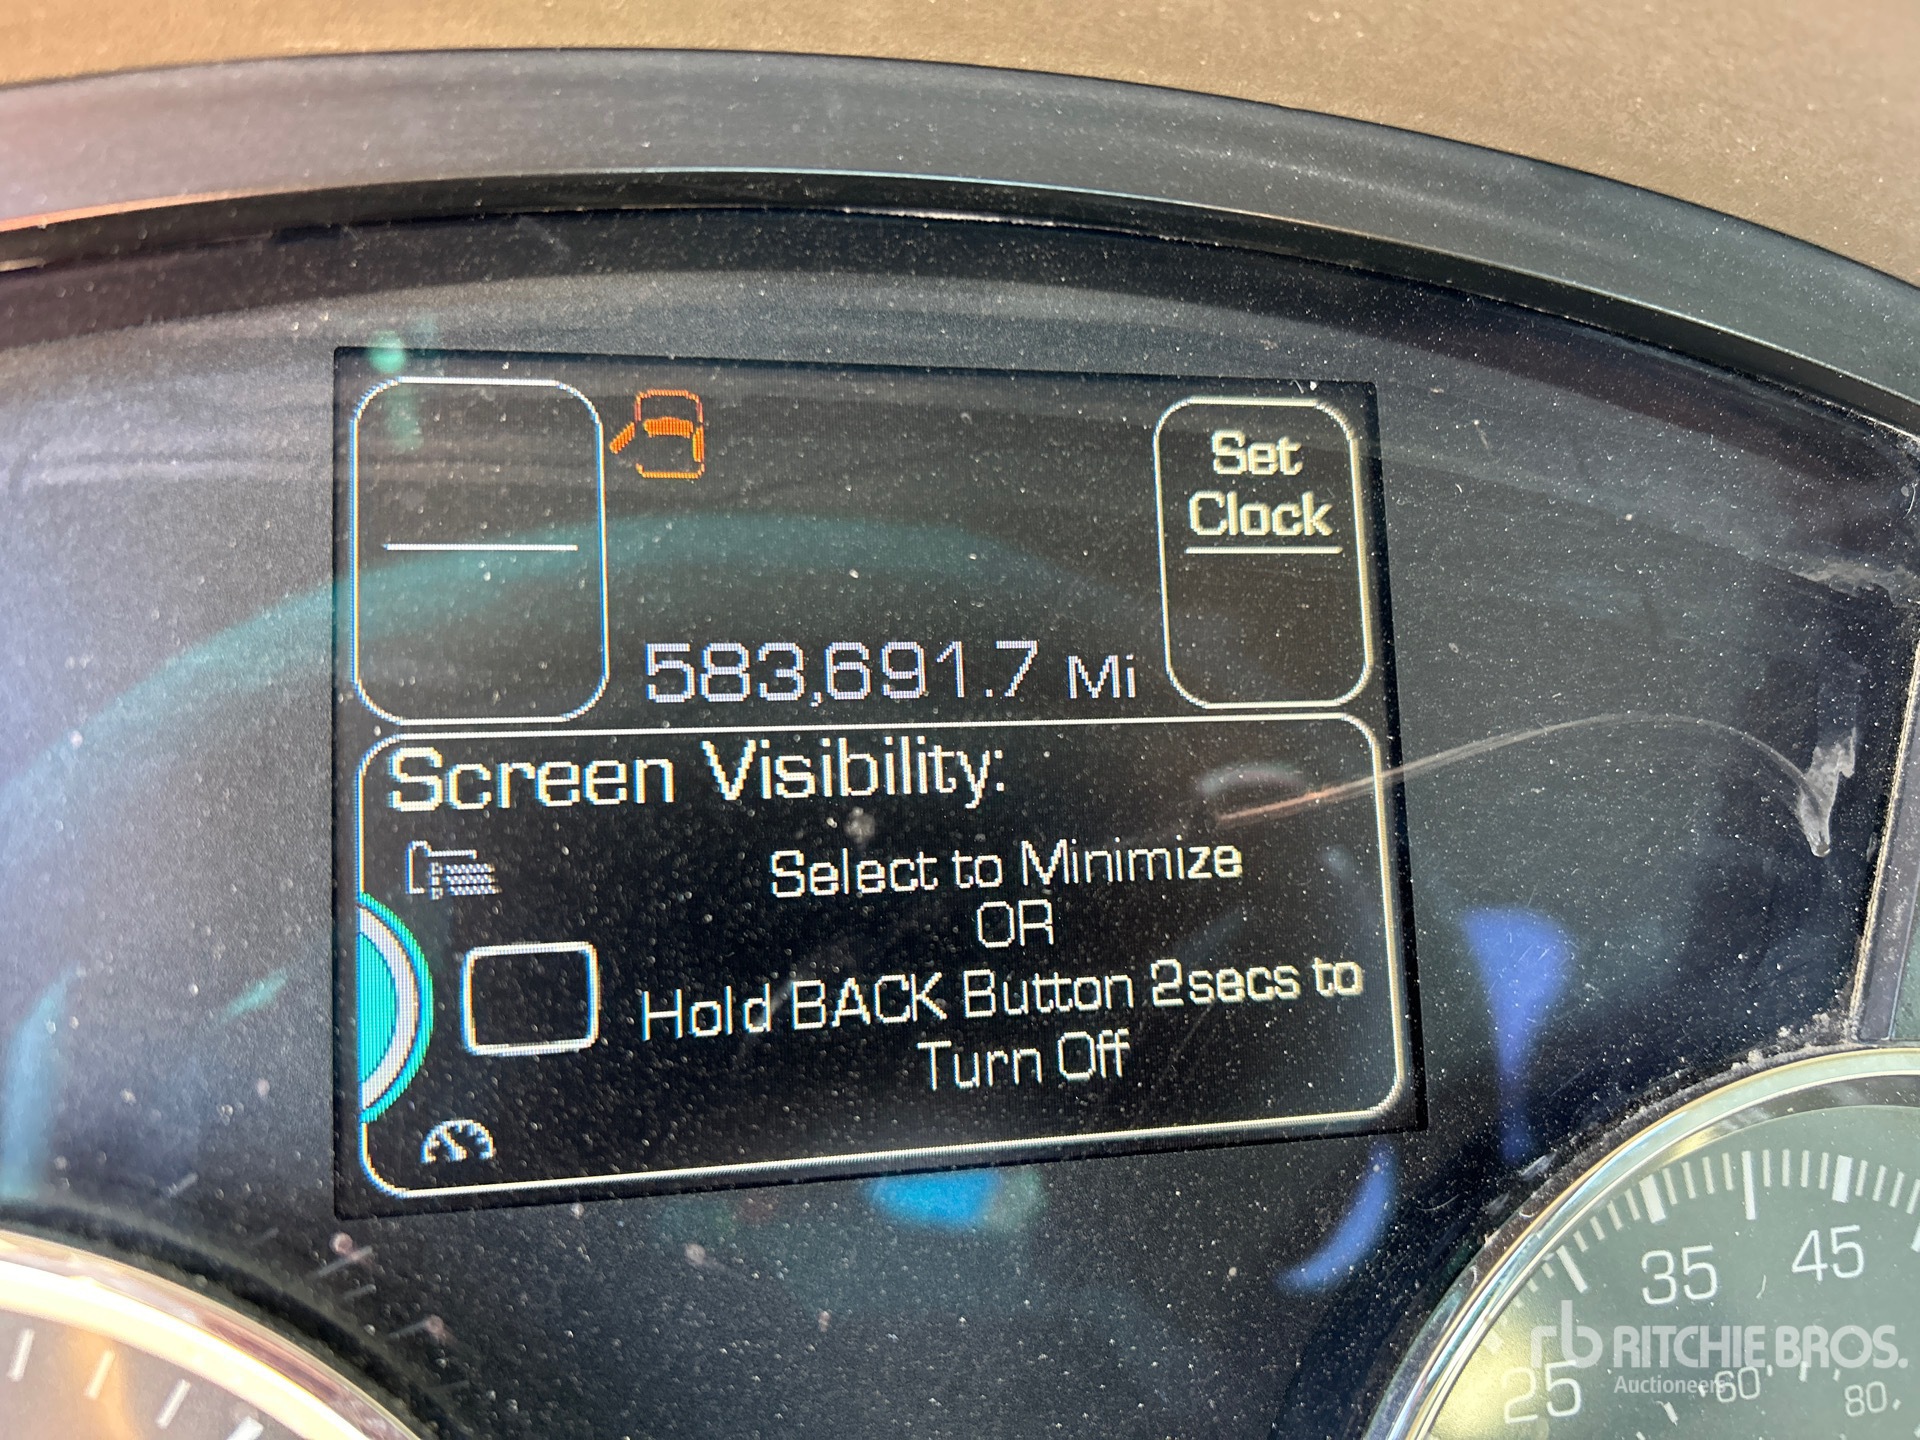 Set
Clock
583,691.7 Mi
Screen Visibility:
Select to Minimize
OR
Hold BACK Button 2secs to
Turn Off
35
45
25
60
80
rb RITCHIE BROS.
Auctioneers